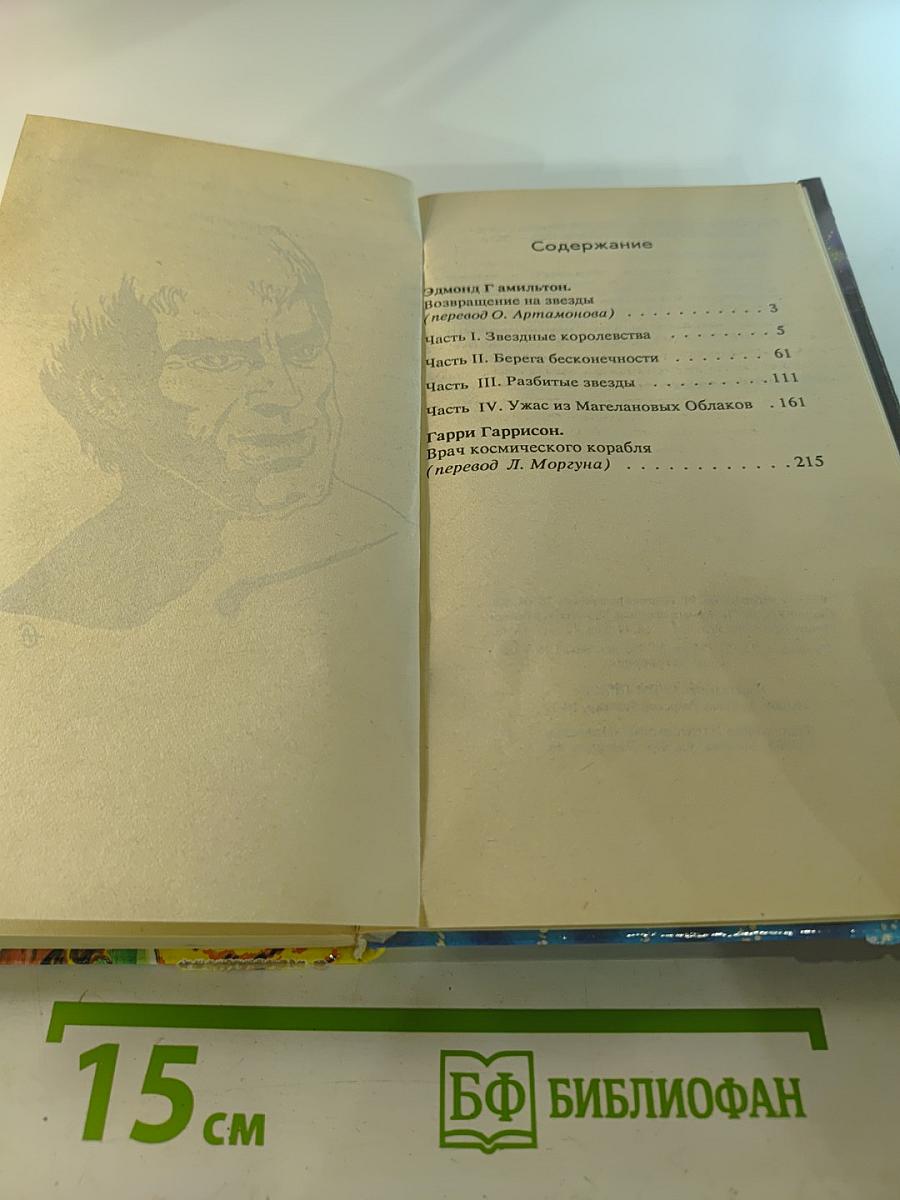 Содержание
Эдмонд Г амильтон.
Возвращение на звезды
(перевод О. Артамонова) . . . . . . . . . . . 3
Часть I. Звездные королевства . . . . . . . . 5
Часть II. Берега бесконечности . . . . . . . 61
Часть III. Разбитые звезды . . . . . . . . . 111
Часть IV. Ужас из Магелановых Облаков . 161
Гарри Гаррисон.
Врач космического корабля
(перевод Л. Моргуна) . . . . . . . . . . . . 215
15 см
БФ БИБЛИОФАН